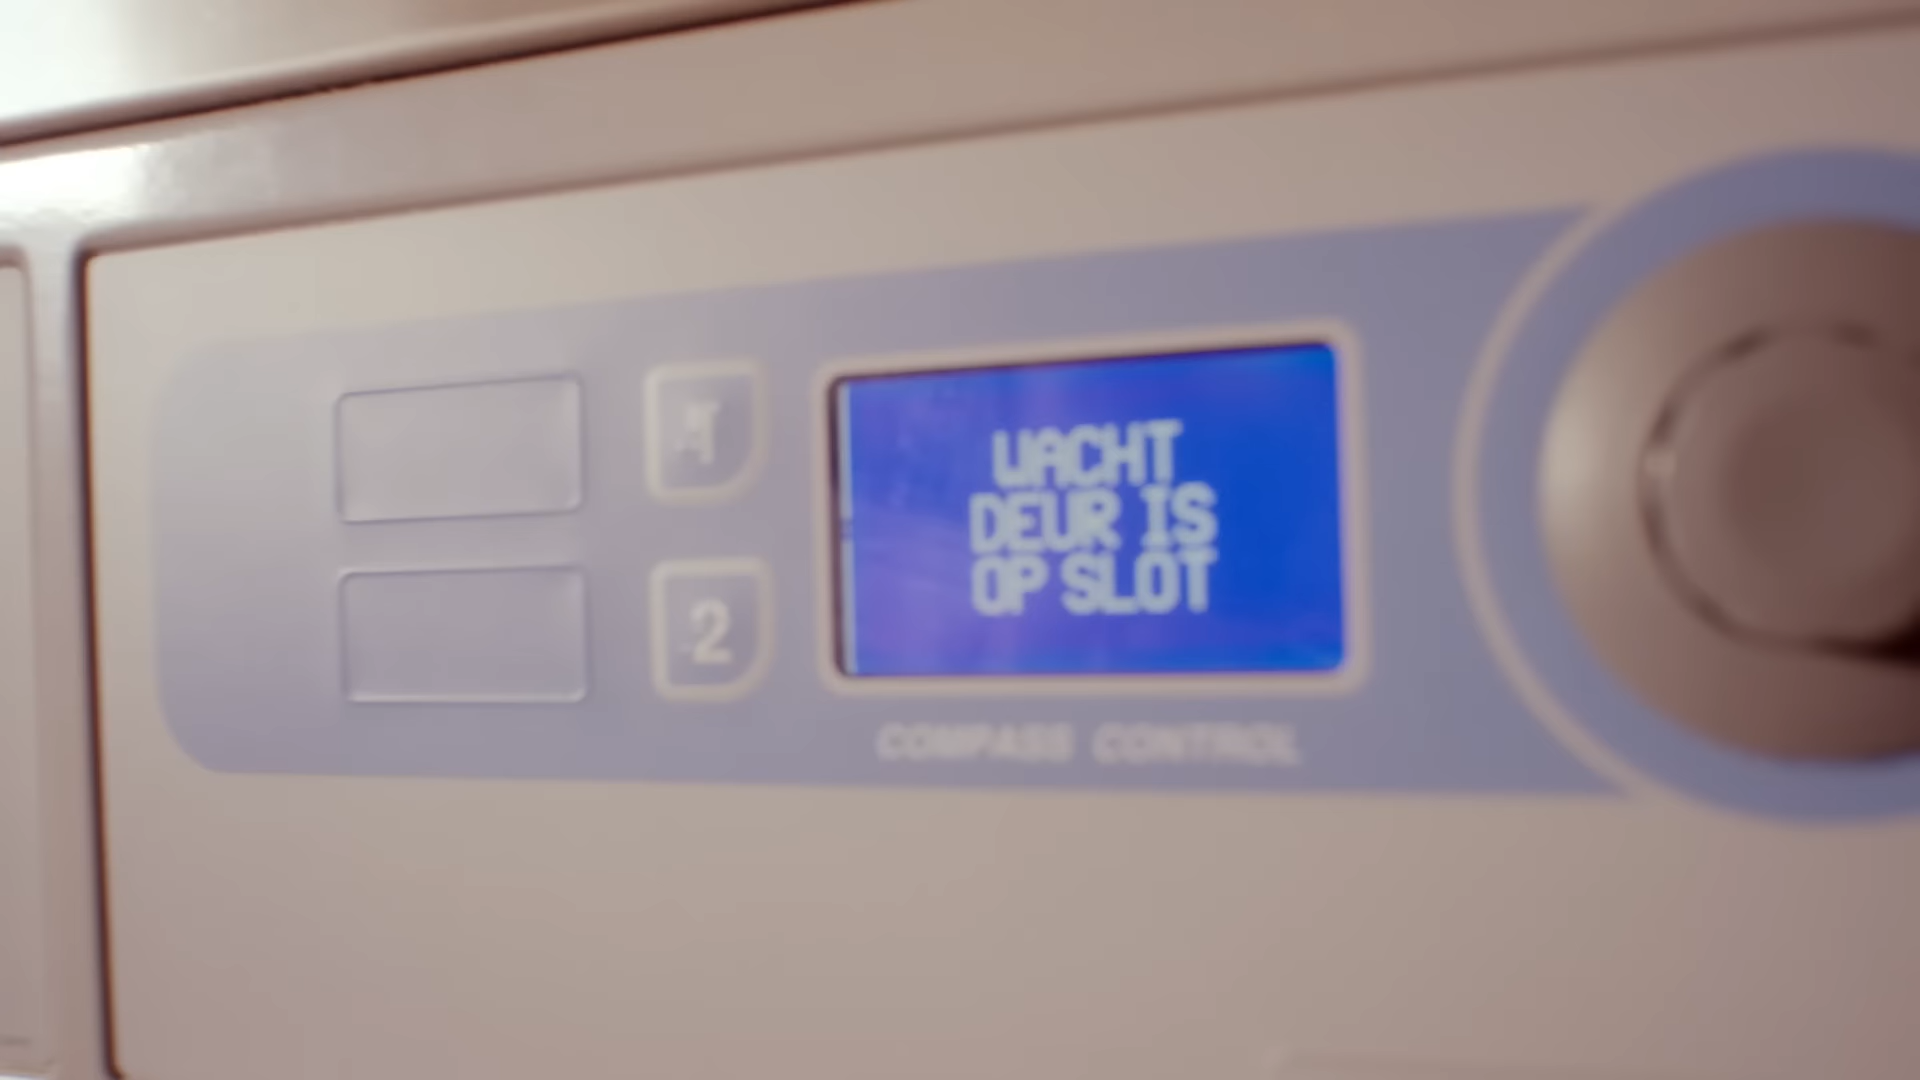 WACHT
DEUR IS
OP SLOT
2
COMPASS CONTROL